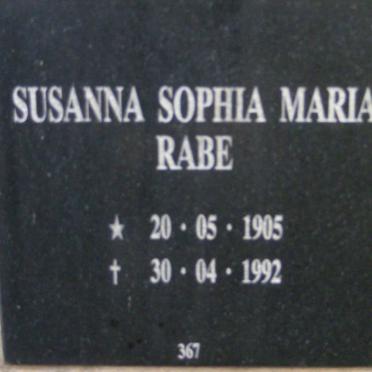 SUSANNA SOPHIA MARIA
RABE
★ 20 · 05 · 1905
† 30 · 04 · 1992
367